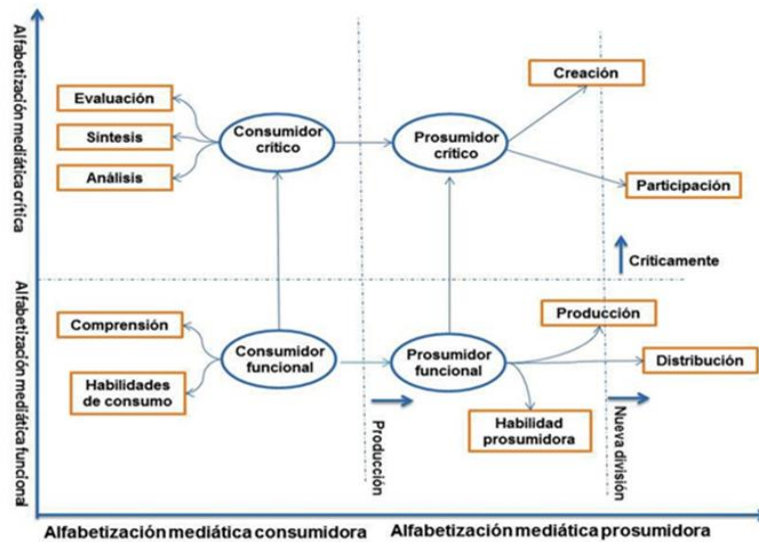 Alfabetización mediática crítica
Evaluación
Síntesis
Análisis
Consumidor
crítico
Prosumidor
crítico
Creación
Participación
Críticamente
Alfabetización mediática funcional
Comprensión
Habilidades
de consumo
Consumidor
funcional
Prosumidor
funcional
Producción
Distribución
Habilidad
prosumidora
Producción
Nueva división
Alfabetización mediática consumidora
Alfabetización mediática prosumidora